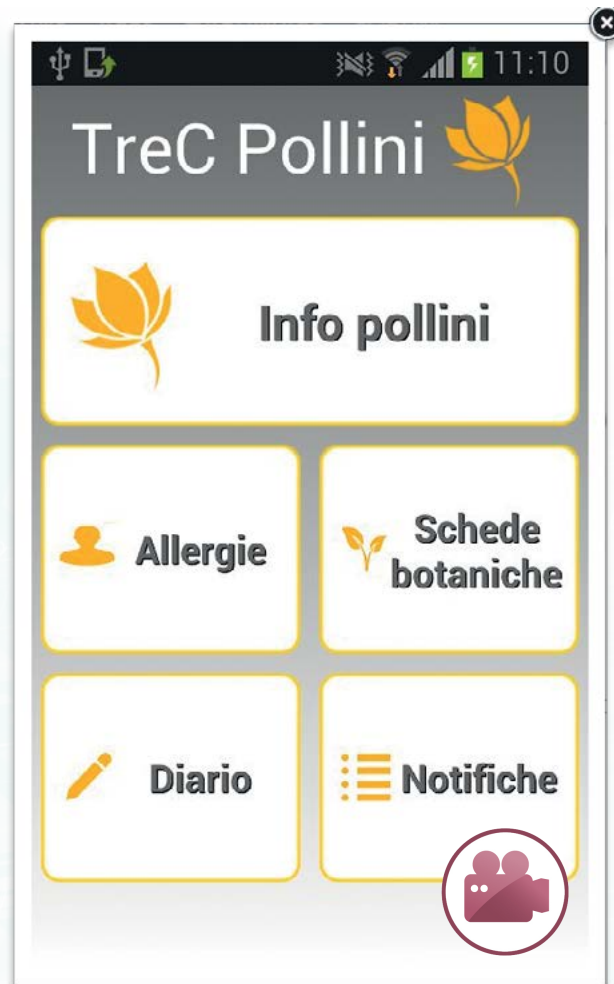 11:10
TreC Pollini
Info pollini
Allergie
Schede
botaniche
Diario
Notifiche